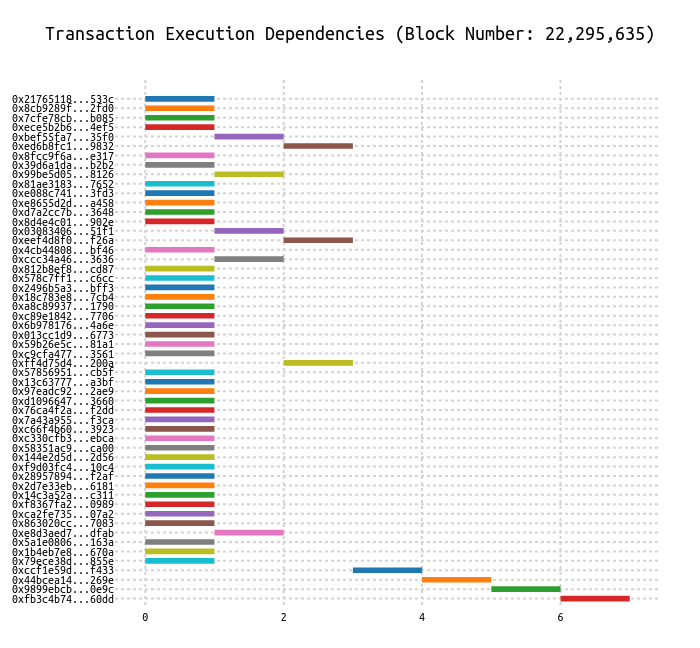 Transaction Execution Dependencies (Block Number: 22,295,635)
0x21765118...533c
0x8cb9289f...2fd0
0x7cfe78cb...b085
0xece5b2b6...4ef5
0xbef55fa7...35f0
0xed6b8fc1...9832
0x8fcc9f6a...e317
0x39d6a1da...b2b2
0x99be5d05...8126
0x81ae3183...7652
0xe088c741...3fd3
0xe8655d2d...a458
0xd7a2cc7b...3648
0x8d4e4c01...902e
0x03083406...51f1
0xeef4d8f0...f26a
0x4cb44808...bf46
0xccc34a46...3636
0x812b8ef8...cd87
0x578c7ff1...c6cc
0x2496b5a3...bff3
0x18c783e8...7cb4
0xa8c89937...1790
0xc89e1842...7706
0x6b978176...4a6e
0x013cc1d9...6773
0x59b26e5c...81a1
0xc9cfa477...3561
0xff4d75d4...200a
0x57856951...cb5f
0x13c63777...a3bf
0x97eadc92...2ae9
0xd1096647...3660
0x76ca4f2a...f2dd
0x7a43a955...f3ca
0xc66f4b60...3923
0xc330cfb3...ebca
0x58351ac9...ca00
0x144e2d5d...2d56
0xf9d03fc4...10c4
0x28957894...f2af
0x2d7e33eb...6181
0x14c3a52a...c311
0xf8367fa2...0989
0xca2fe735...07a2
0x863020cc...7083
0xe8d3aed7...dfab
0x5a1e0806...163a
0x1b4eb7e8...670a
0x79ece38d...855e
0xccf1e59d...f433
0x44bcea14...269e
0x9899ebcb...0e9c
0xfb3c4b74...60dd
0 2 4 6